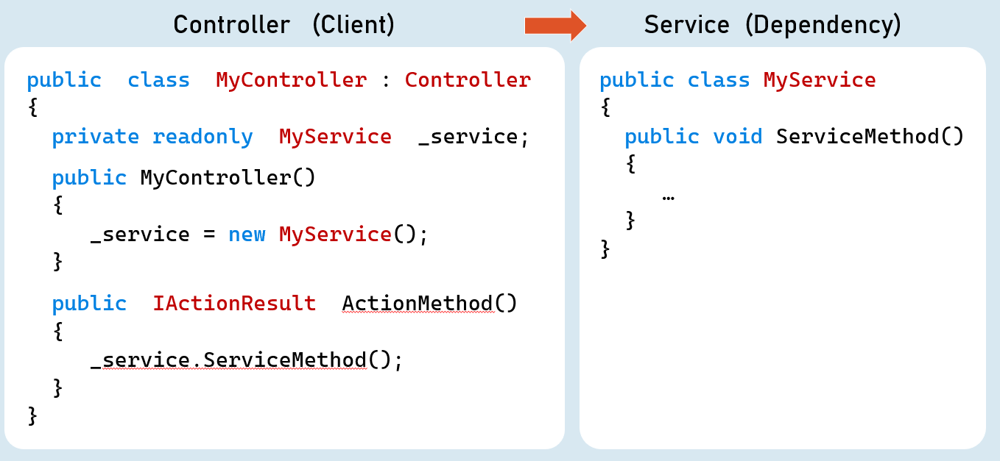 Controller (Client)
public class MyController : Controller
{
private readonly MyService _service;
public MyController()
{
_service = new MyService();
}
public IActionResult ActionMethod()
{
_service.ServiceMethod();
}
}
Service (Dependency)
public class MyService
{
public void ServiceMethod()
{
…
}
}